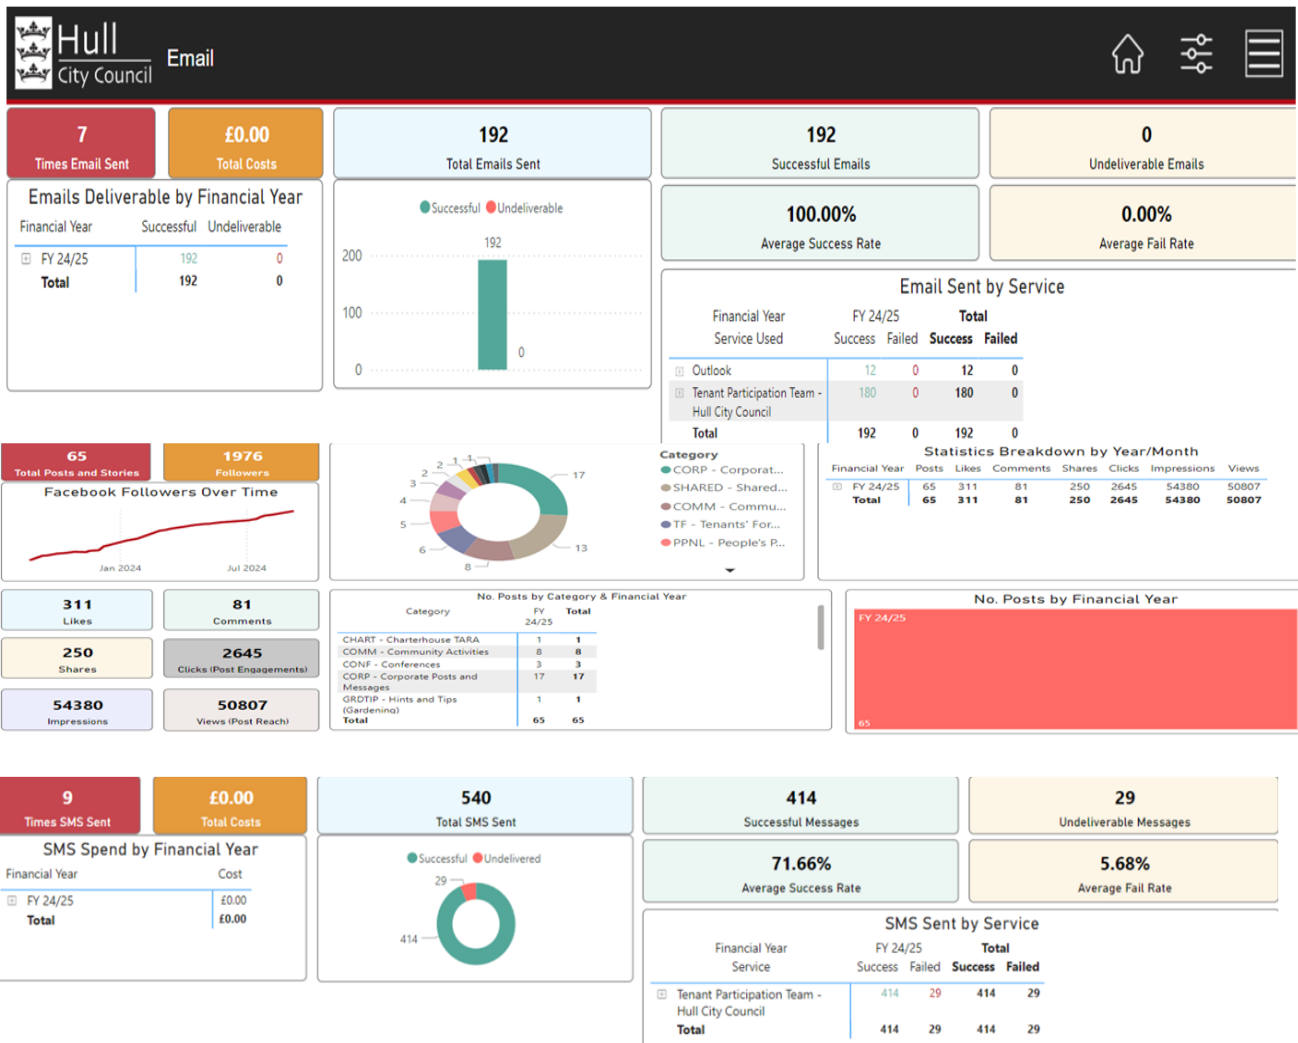 Hull
City Council
Email
7
Times Email Sent
£0.00
Total Costs
192
Total Emails Sent
192
Successful Emails
0
Undeliverable Emails
Emails Deliverable by Financial Year
Financial Year Successful Undeliverable
FY 24/25 192 0
Total 192 0
Successful Undeliverable
192
200
100
0
0
100.00%
Average Success Rate
0.00%
Average Fail Rate
Email Sent by Service
Financial Year FY 24/25 Total
Service Used Success Failed Success Failed
Outlook 12 0 12 0
Tenant Participation Team - 180 0 180 0
Hull City Council
Total 192 0 192 0
65
Total Posts and Stories
1976
Followers
Facebook Followers Over Time
Jan 2024 Jul 2024
17
13
8
6
5
4
3
2
2
1
1
Category
CORP - Corporat...
SHARED - Shared...
COMM - Commu...
TF - Tenants' For...
PPNL - People's P...
Statistics Breakdown by Year/Month
Financial Year Posts Likes Comments Shares Clicks Impressions Views
FY 24/25 65 311 81 250 2645 54380 50807
Total 65 311 81 250 2645 54380 50807
311
Likes
81
Comments
250
Shares
2645
Clicks (Post Engagements)
54380
Impressions
50807
Views (Post Reach)
No. Posts by Category & Financial Year
Category FY Total
24/25
CHART - Charterhouse TARA 1 1
COMM - Community Activities 8 8
CONF - Conferences 3 3
CORP - Corporate Posts and 17 17
Messages
GRDTIP - Hints and Tips 1 1
(Gardening)
Total 65 65
No. Posts by Financial Year
FY 24/25
65
9
Times SMS Sent
£0.00
Total Costs
540
Total SMS Sent
414
Successful Messages
29
Undeliverable Messages
SMS Spend by Financial Year
Financial Year Cost
FY 24/25 £0.00
Total £0.00
Successful Undelivered
29
414
71.66%
Average Success Rate
5.68%
Average Fail Rate
SMS Sent by Service
Financial Year FY 24/25 Total
Service Success Failed Success Failed
Tenant Participation Team - 414 29 414 29
Hull City Council
Total 414 29 414 29